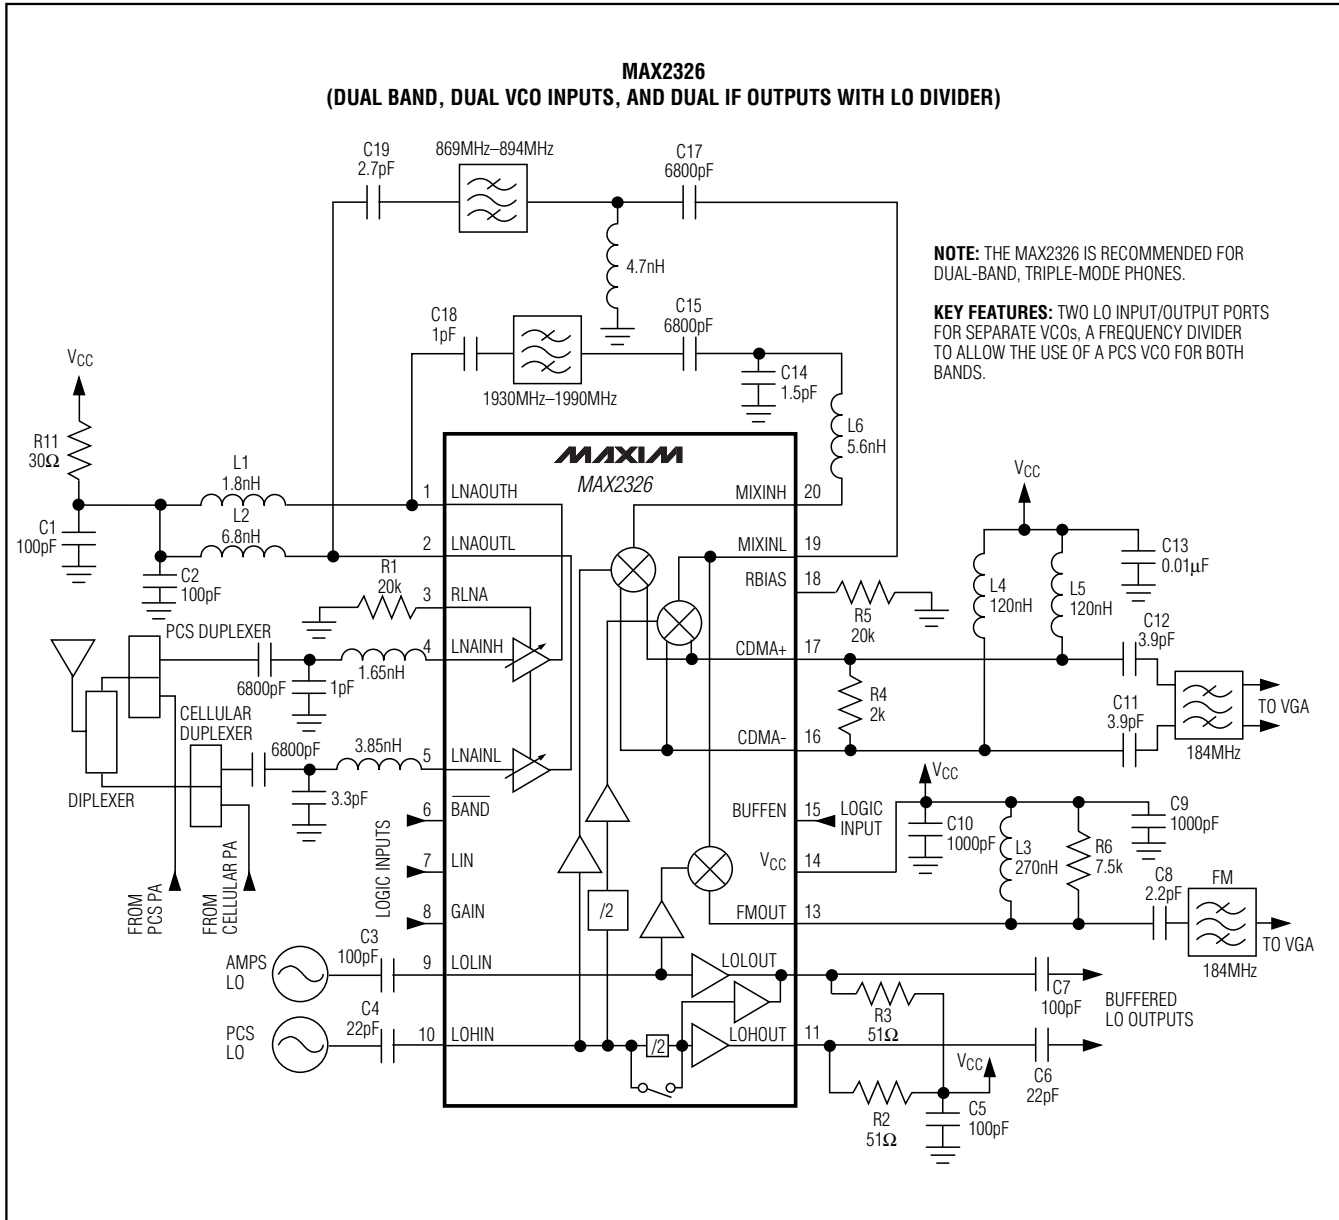 MAX2326
(DUAL BAND, DUAL VCO INPUTS, AND DUAL IF OUTPUTS WITH LO DIVIDER)
C19
2.7pF
869MHz–894MHz
C17
6800pF
4.7nH
NOTE: THE MAX2326 IS RECOMMENDED FOR
DUAL-BAND, TRIPLE-MODE PHONES.
KEY FEATURES: TWO LO INPUT/OUTPUT PORTS
FOR SEPARATE VCOs, A FREQUENCY DIVIDER
TO ALLOW THE USE OF A PCS VCO FOR BOTH
BANDS.
C18
1pF
1930MHz–1990MHz
C15
6800pF
C14
1.5pF
L6
5.6nH
VCC
R11
30Ω
C1
100pF
L1
1.8nH
L2
6.8nH
C2
100pF
R1
20k
MAXIM
MAX2326
1 LNAOUTH
2 LNAOUTL
3 RLNA
4 LNAINH
5 LNAINL
6 BAND
7 LIN
8 GAIN
9 LOLIN
10 LOHIN
MIXINH 20
MIXINL 19
RBIAS 18
CDMA+ 17
CDMA- 16
BUFFEN 15
VCC 14
FMOUT 13
LOLOUT
LOHOUT 11
/2
/2
PCS DUPLEXER
6800pF
1pF
1.65nH
CELLULAR
DUPLEXER
6800pF
3.85nH
3.3pF
DIPLEXER
FROM
PCS PA
FROM
CELLULAR PA
LOGIC INPUTS
AMPS
LO
C3
100pF
PCS
LO
C4
22pF
R5
20k
R4
2k
VCC
L4
120nH
L5
120nH
C13
0.01µF
C12
3.9pF
C11
3.9pF
184MHz
TO VGA
LOGIC
INPUT
VCC
C10
1000pF
L3
270nH
R6
7.5k
C9
1000pF
C8
2.2pF
FM
184MHz
TO VGA
R3
51Ω
C7
100pF
BUFFERED
LO OUTPUTS
C6
22pF
VCC
R2
51Ω
C5
100pF